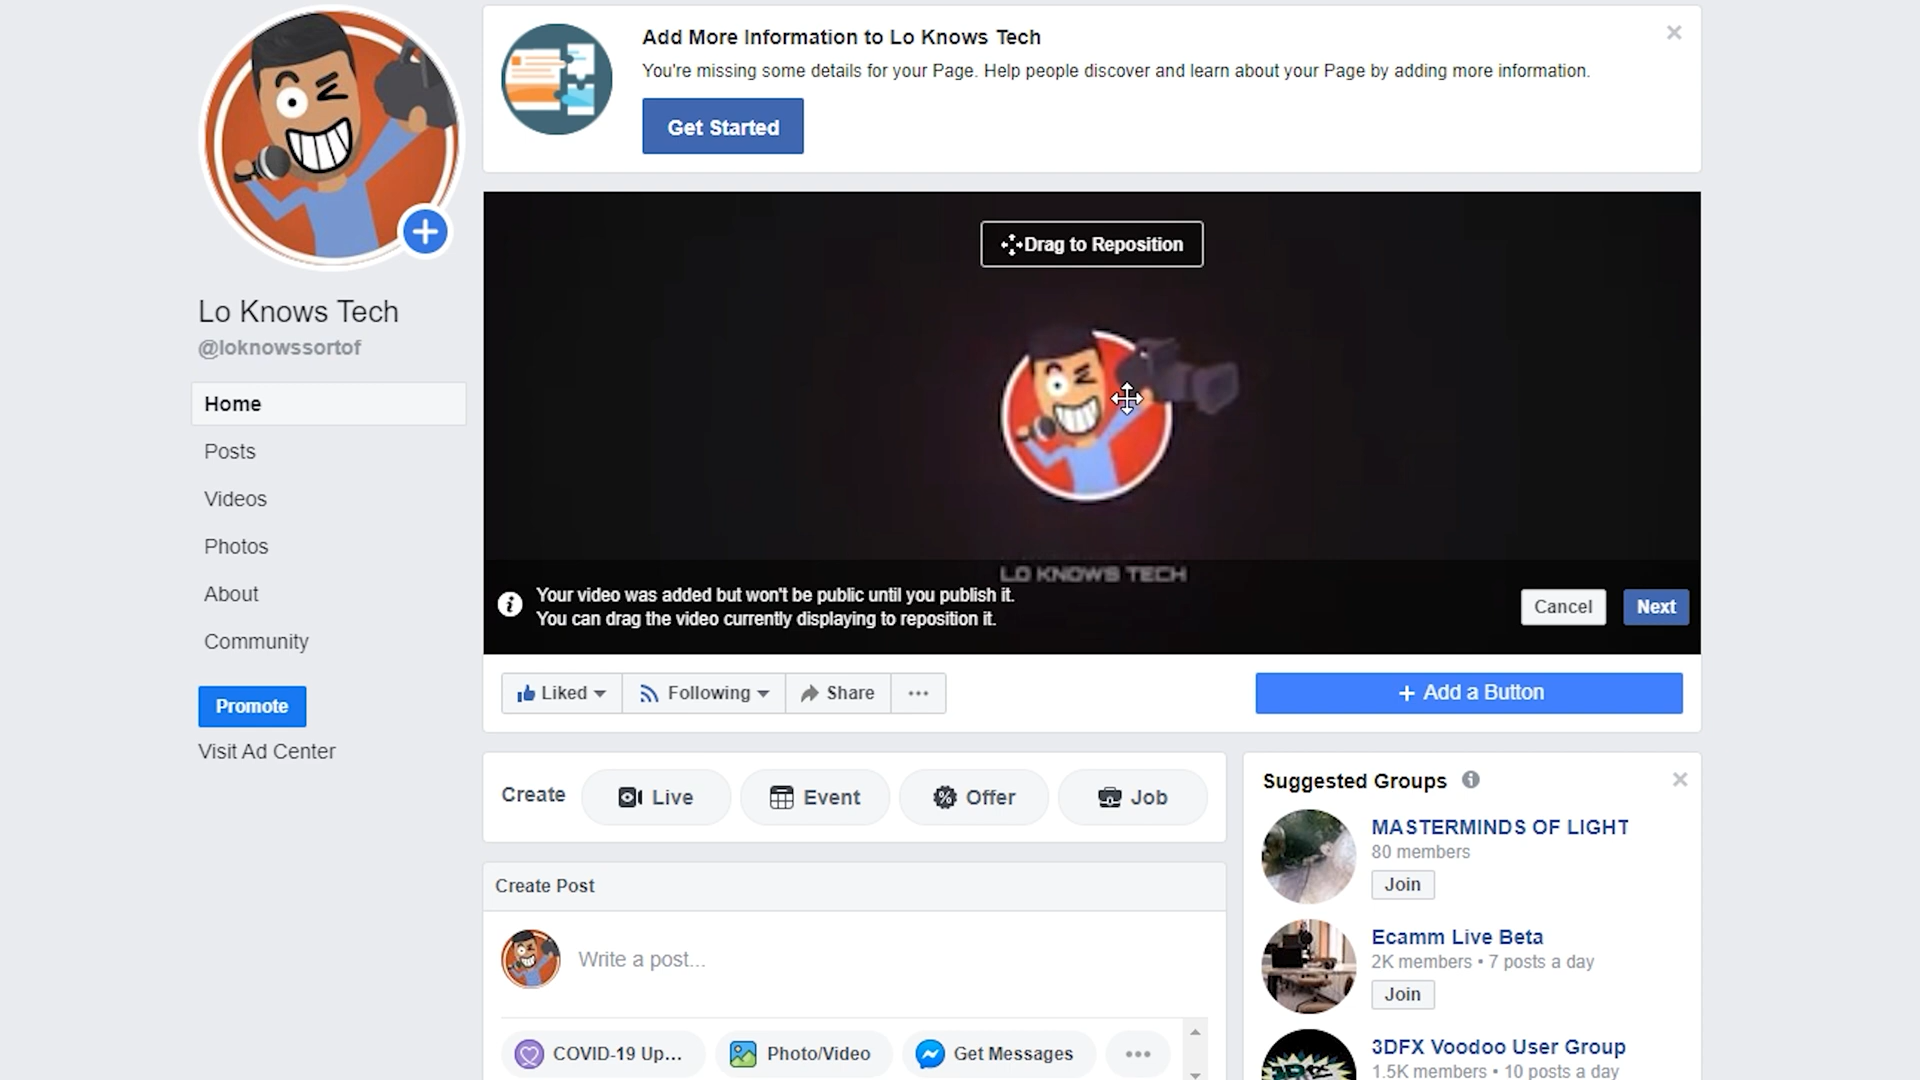 Add More Information to Lo Knows Tech
You're missing some details for your Page. Help people discover and learn about your Page by adding more information.
Get Started
Lo Knows Tech
@loknowssortof
Home
Posts
Videos
Photos
About
Community
Promote
Visit Ad Center
Drag to Reposition
LO KNOWS TECH
Your video was added but won't be public until you publish it.
You can drag the video currently displaying to reposition it.
Cancel
Next
Liked
Following
Share
+ Add a Button
Create
Live
Event
Offer
Job
Create Post
Write a post...
COVID-19 Up...
Photo/Video
Get Messages
Suggested Groups
MASTERMINDS OF LIGHT
80 members
Join
Ecamm Live Beta
2K members • 7 posts a day
Join
3DFX Voodoo User Group
1.5K members • 10 posts a day